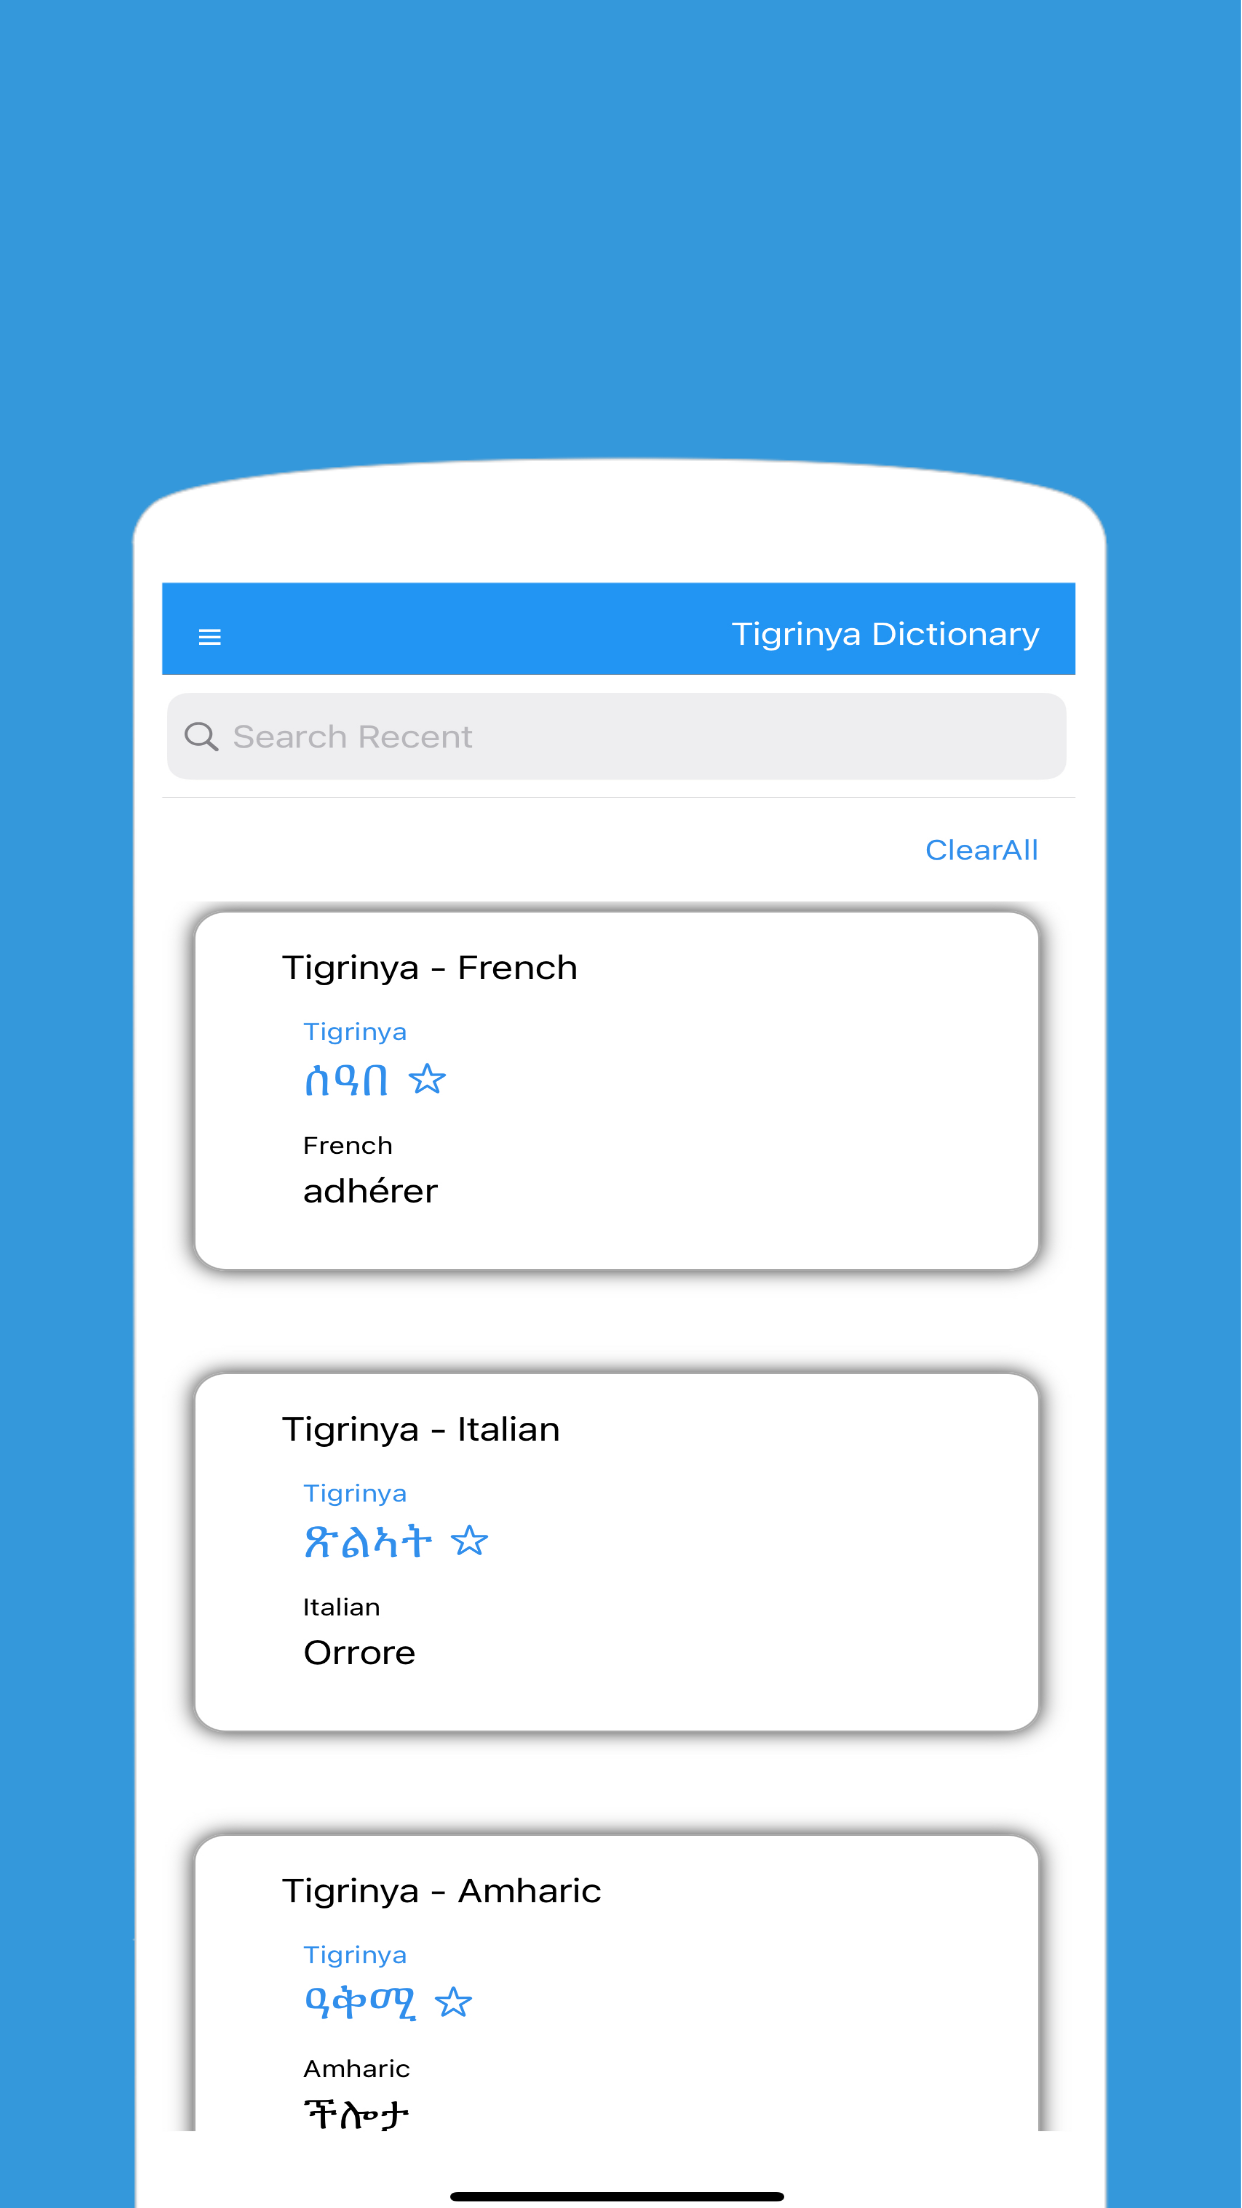 Tigrinya Dictionary
Search Recent
ClearAll
Tigrinya - French
Tigrinya
ሰዓበ
French
adhérer
Tigrinya - Italian
Tigrinya
ጽልኣት
Italian
Orrore
Tigrinya - Amharic
Tigrinya
ዓቅሚ
Amharic
ችሎታ